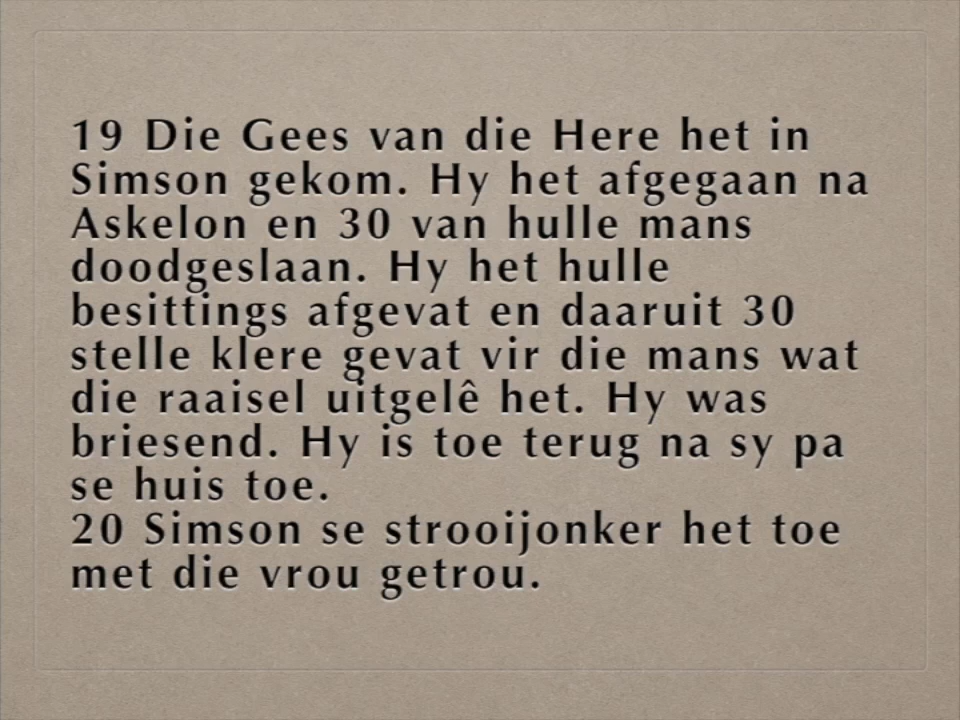 19 Die Gees van die Here het in
Simson gekom. Hy het afgegaan na
Askelon en 30 van hulle mans
doodgeslaan. Hy het hulle
besittings afgevat en daaruit 30
stelle klere gevat vir die mans wat
die raaisel uitgelê het. Hy was
briesend. Hy is toe terug na sy pa
se huis toe.
20 Simson se strooijonker het toe
met die vrou getrou.